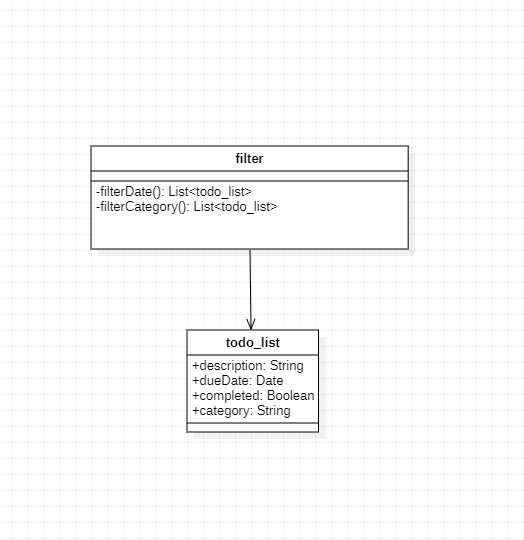 filter
-filterDate(): List<todo_list>
-filterCategory(): List<todo_list>
todo_list
+description: String
+dueDate: Date
+completed: Boolean
+category: String